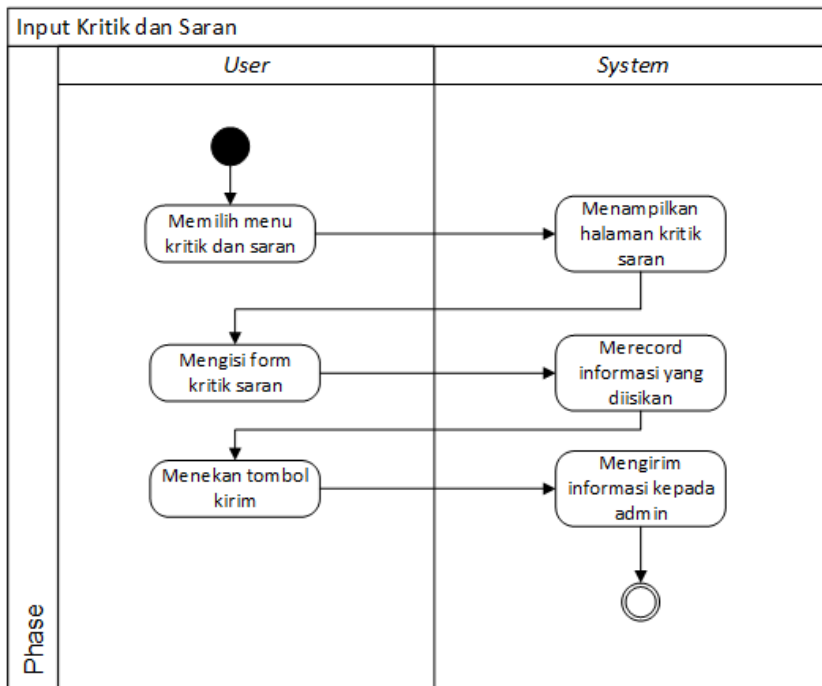 Input Kritik dan Saran
User
System
Memilih menu
kritik dan saran
Menampilkan
halaman kritik
saran
Mengisi form
kritik saran
Merecord
informasi yang
diisikan
Menekan tombol
kirim
Mengirim
informasi kepada
admin
Phase